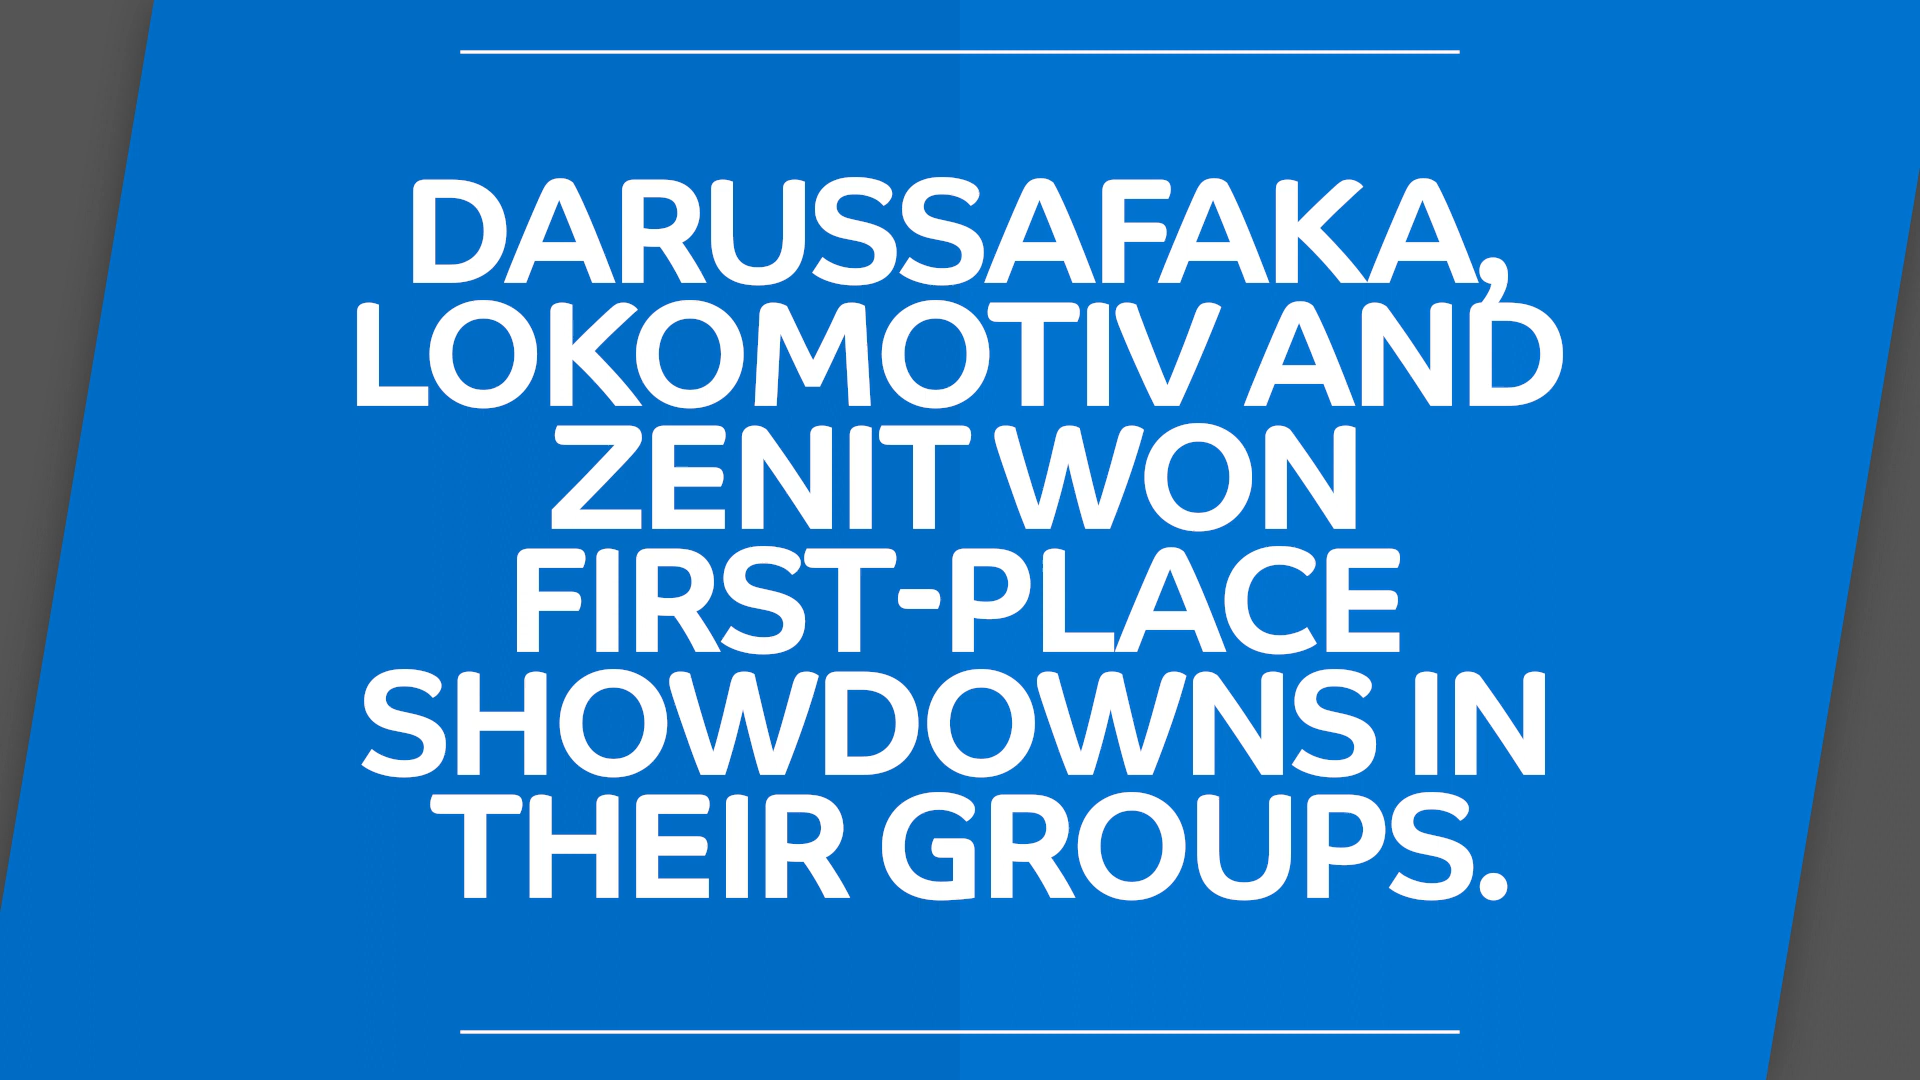 DARUSSAFAKA,
LOKOMOTIV AND
ZENIT WON
FIRST-PLACE
SHOWDOWNS IN
THEIR GROUPS.